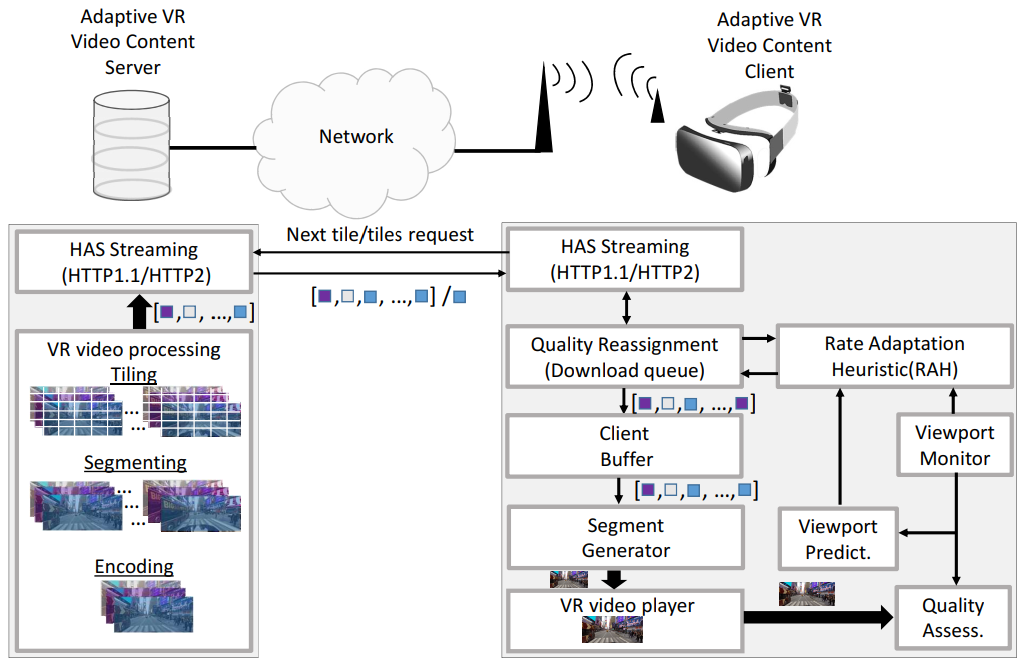 Adaptive VR
Video Content
Server
Adaptive VR
Video Content
Client
Network
HAS Streaming
(HTTP1.1/HTTP2)
Next tile/tiles request
[ , , , ..., ] /
HAS Streaming
(HTTP1.1/HTTP2)
[ , , ..., ]
VR video processing
Tiling
...
...
Segmenting
...
...
...
Encoding
Quality Reassignment
(Download queue)
Rate Adaptation
Heuristic(RAH)
[ , , , ..., ]
Client
Buffer
Viewport
Monitor
[ , , , ..., ]
Segment
Generator
Viewport
Predict.
VR video player
Quality
Assess.